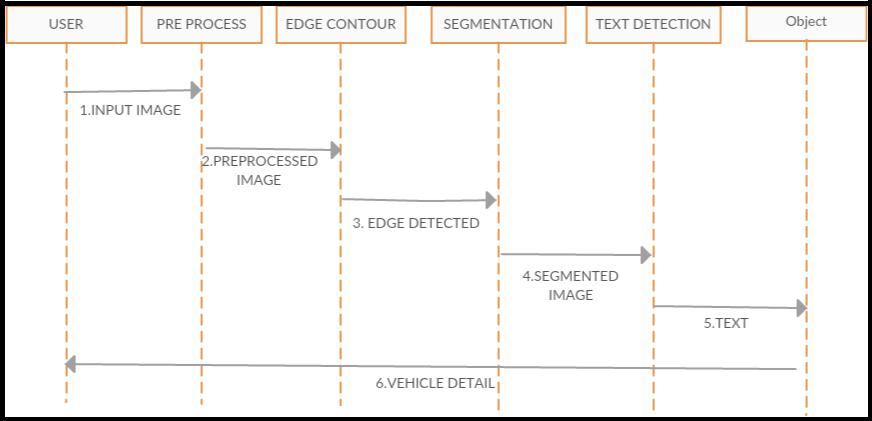 USER
PRE PROCESS
EDGE CONTOUR
SEGMENTATION
TEXT DETECTION
Object
1.INPUT IMAGE
2.PREPROCESSED
IMAGE
3. EDGE DETECTED
4.SEGMENTED
IMAGE
5.TEXT
6.VEHICLE DETAIL